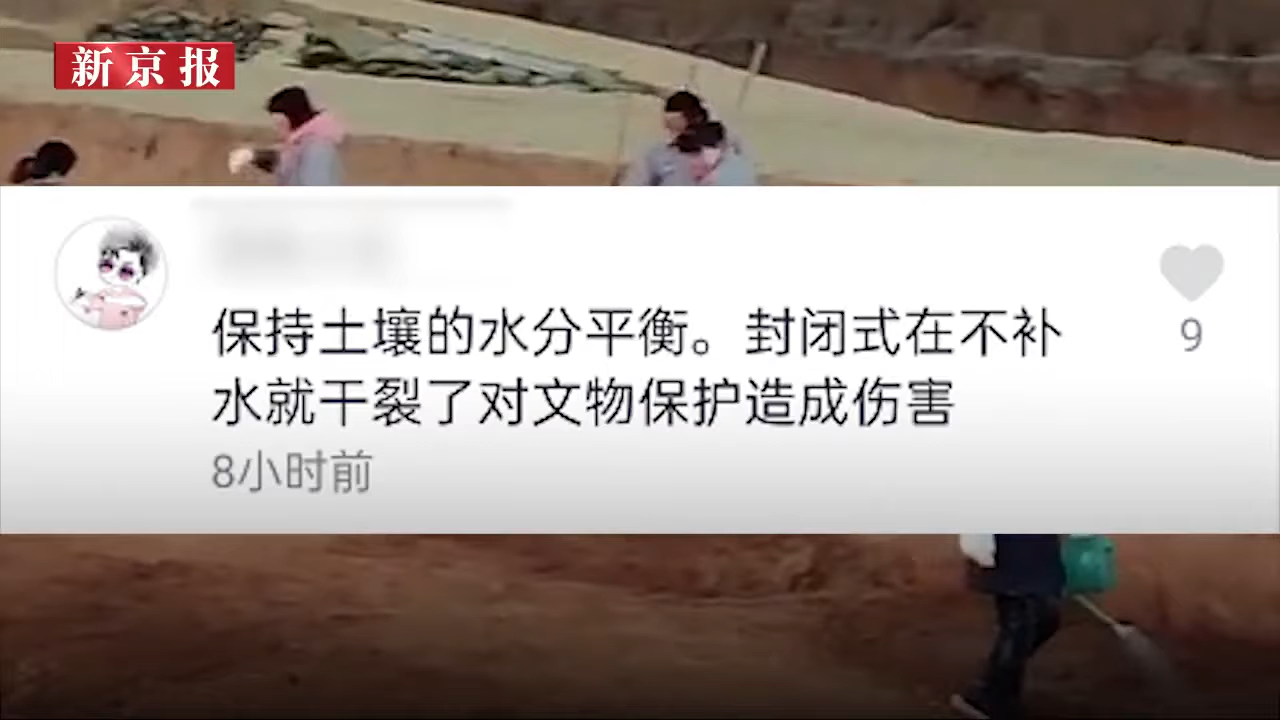 新京报
保持土壤的水分平衡。封闭式在不补
水就干裂了对文物保护造成伤害
9
8小时前